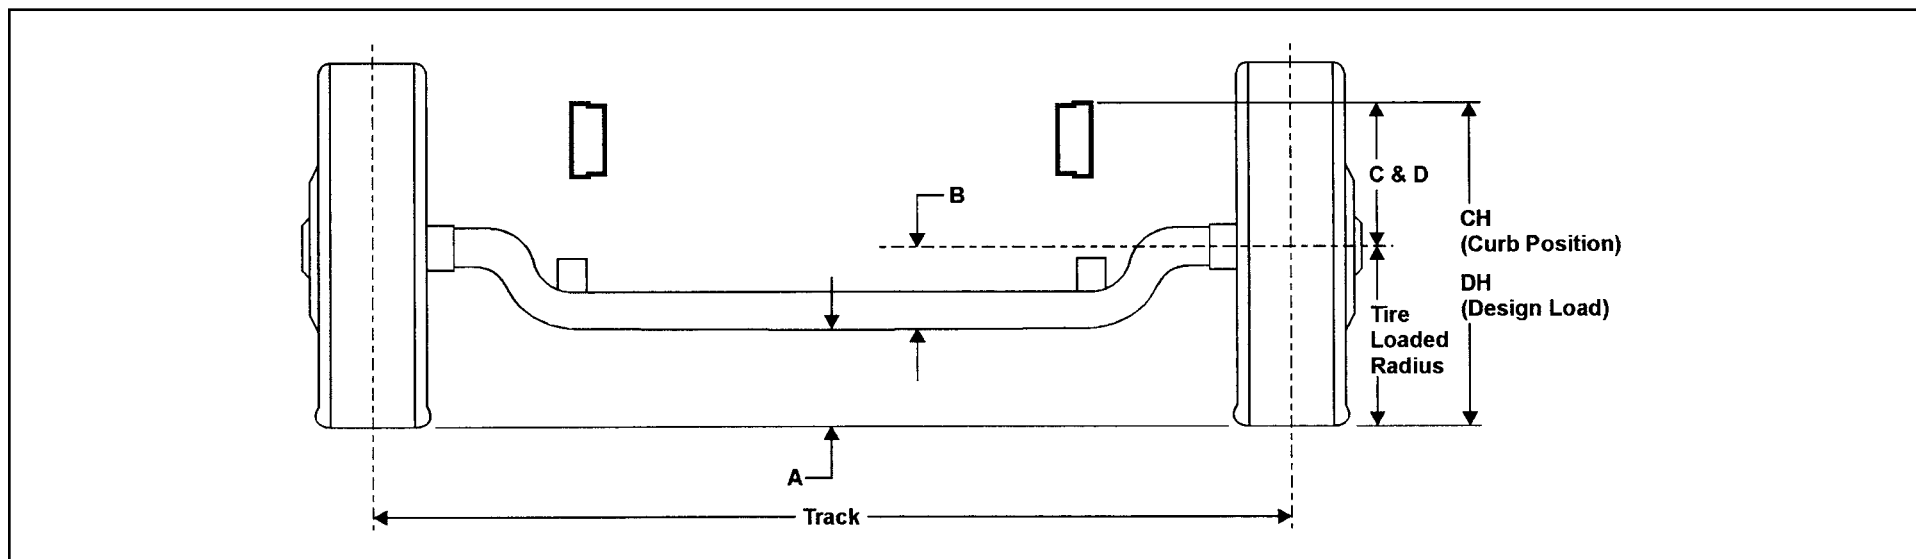 B
C & D
CH
(Curb Position)
DH
(Design Load)
Tire
Loaded
Radius
A
Track